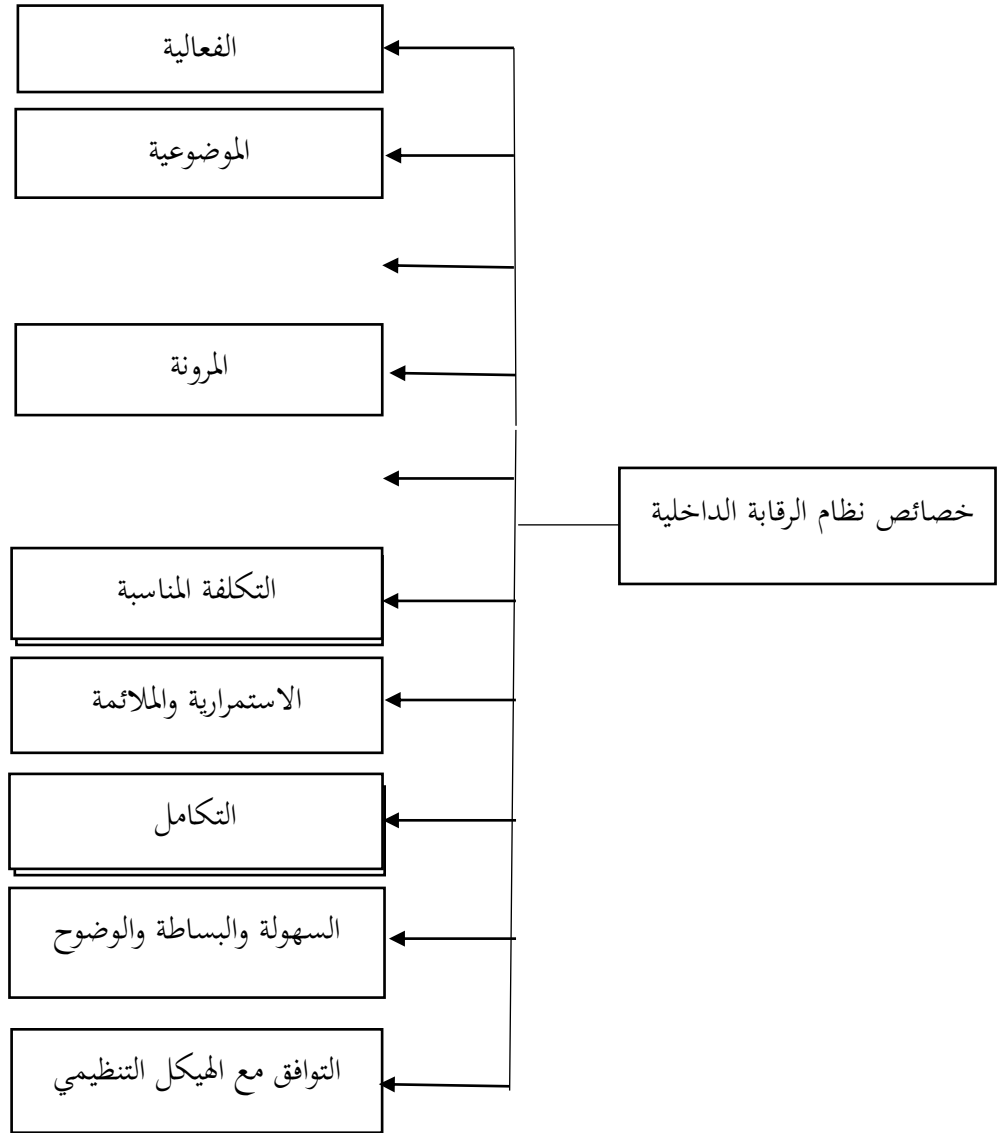 الفعالية
الموضوعية
المرونة
خصائص نظام الرقابة الداخلية
التكلفة المناسبة
الاستمرارية والملائمة
التكامل
السهولة والبساطة والوضوح
التوافق مع الهيكل التنظيمي